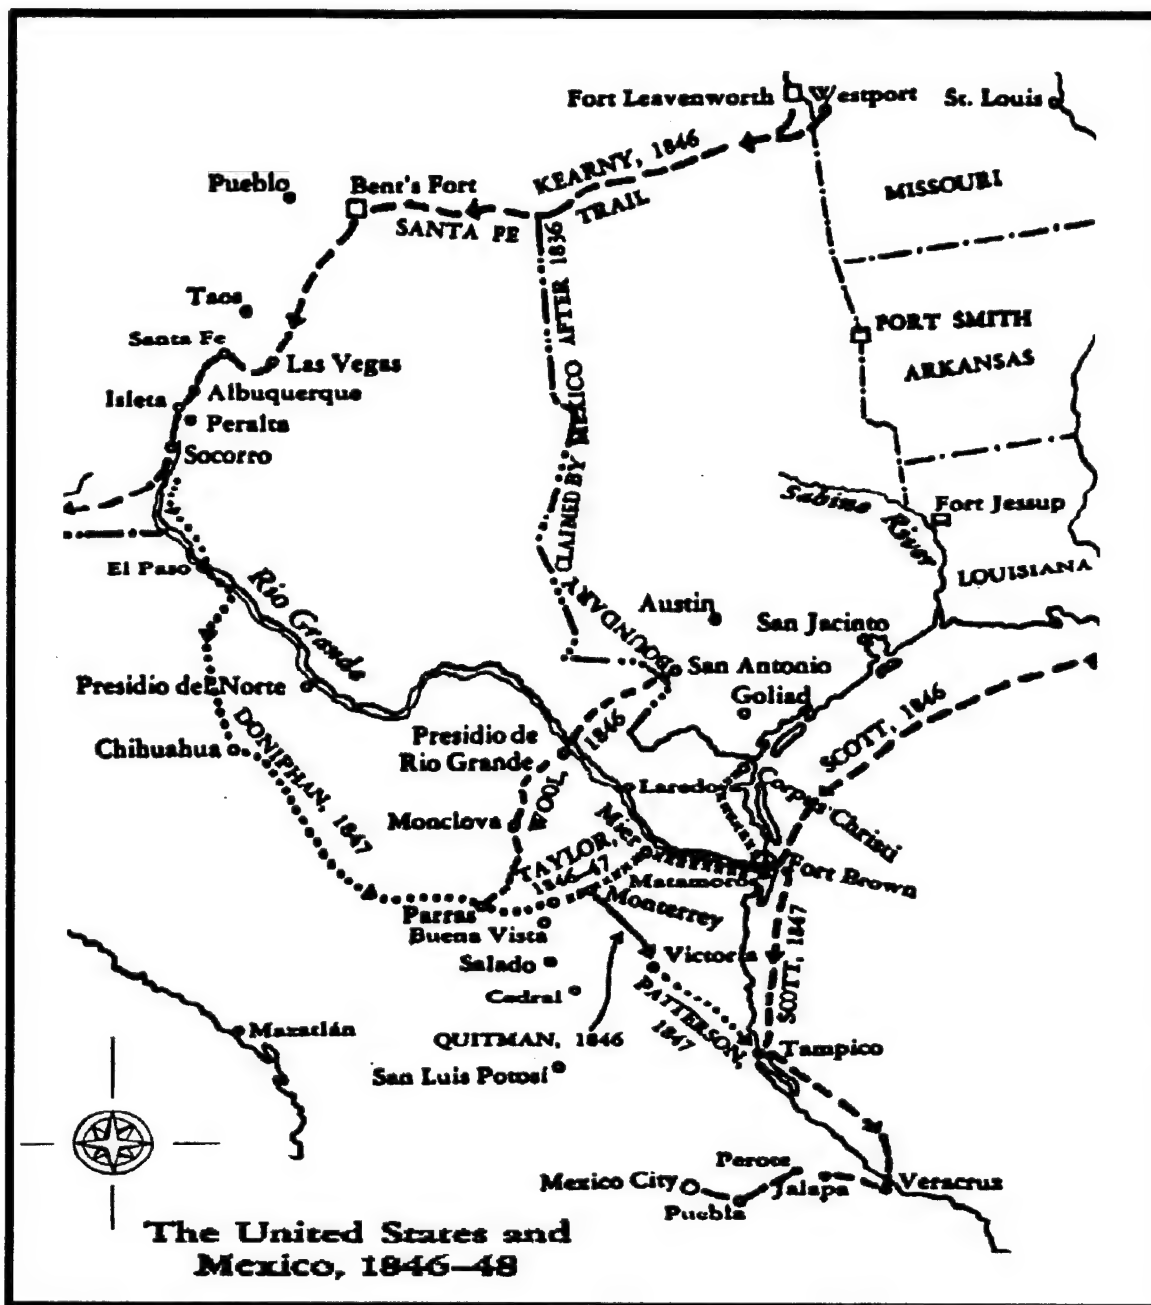 Fort Leavenworth
Westport
St. Louis
KEARNY, 1846
MISSOURI
Pueblo
Bent's Fort
SANTA FE
TRAIL
Taos
FORT SMITH
Santa Fe
Las Vegas
ARKANSAS
Isleta
Albuquerque
Peralta
Socorro
BOUNDARY CLAIMED BY MEXICO AFTER 1836
Sabine River
Fort Jessup
LOUISIANA
El Paso
Rio Grande
Austin
San Jacinto
San Antonio
Goliad
Presidio del Norte
SCOTT, 1846
Chihuahua
DONIPHAN, 1847
Presidio de
Rio Grande
WOOL, 1846
Laredo
Corpus Christi
Monclova
Mier
TAYLOR,
1846-47
Matamoros
Fort Brown
Parras
Monterrey
Buena Vista
Victoria
Salado
Cedral
SCOTT, 1847
PATTERSON,
1847
Mazatlán
QUITMAN, 1846
Tampico
San Luis Potosí
Perote
Mexico City
Jalapa
Veracruz
Puebla
The United States and
Mexico, 1846-48